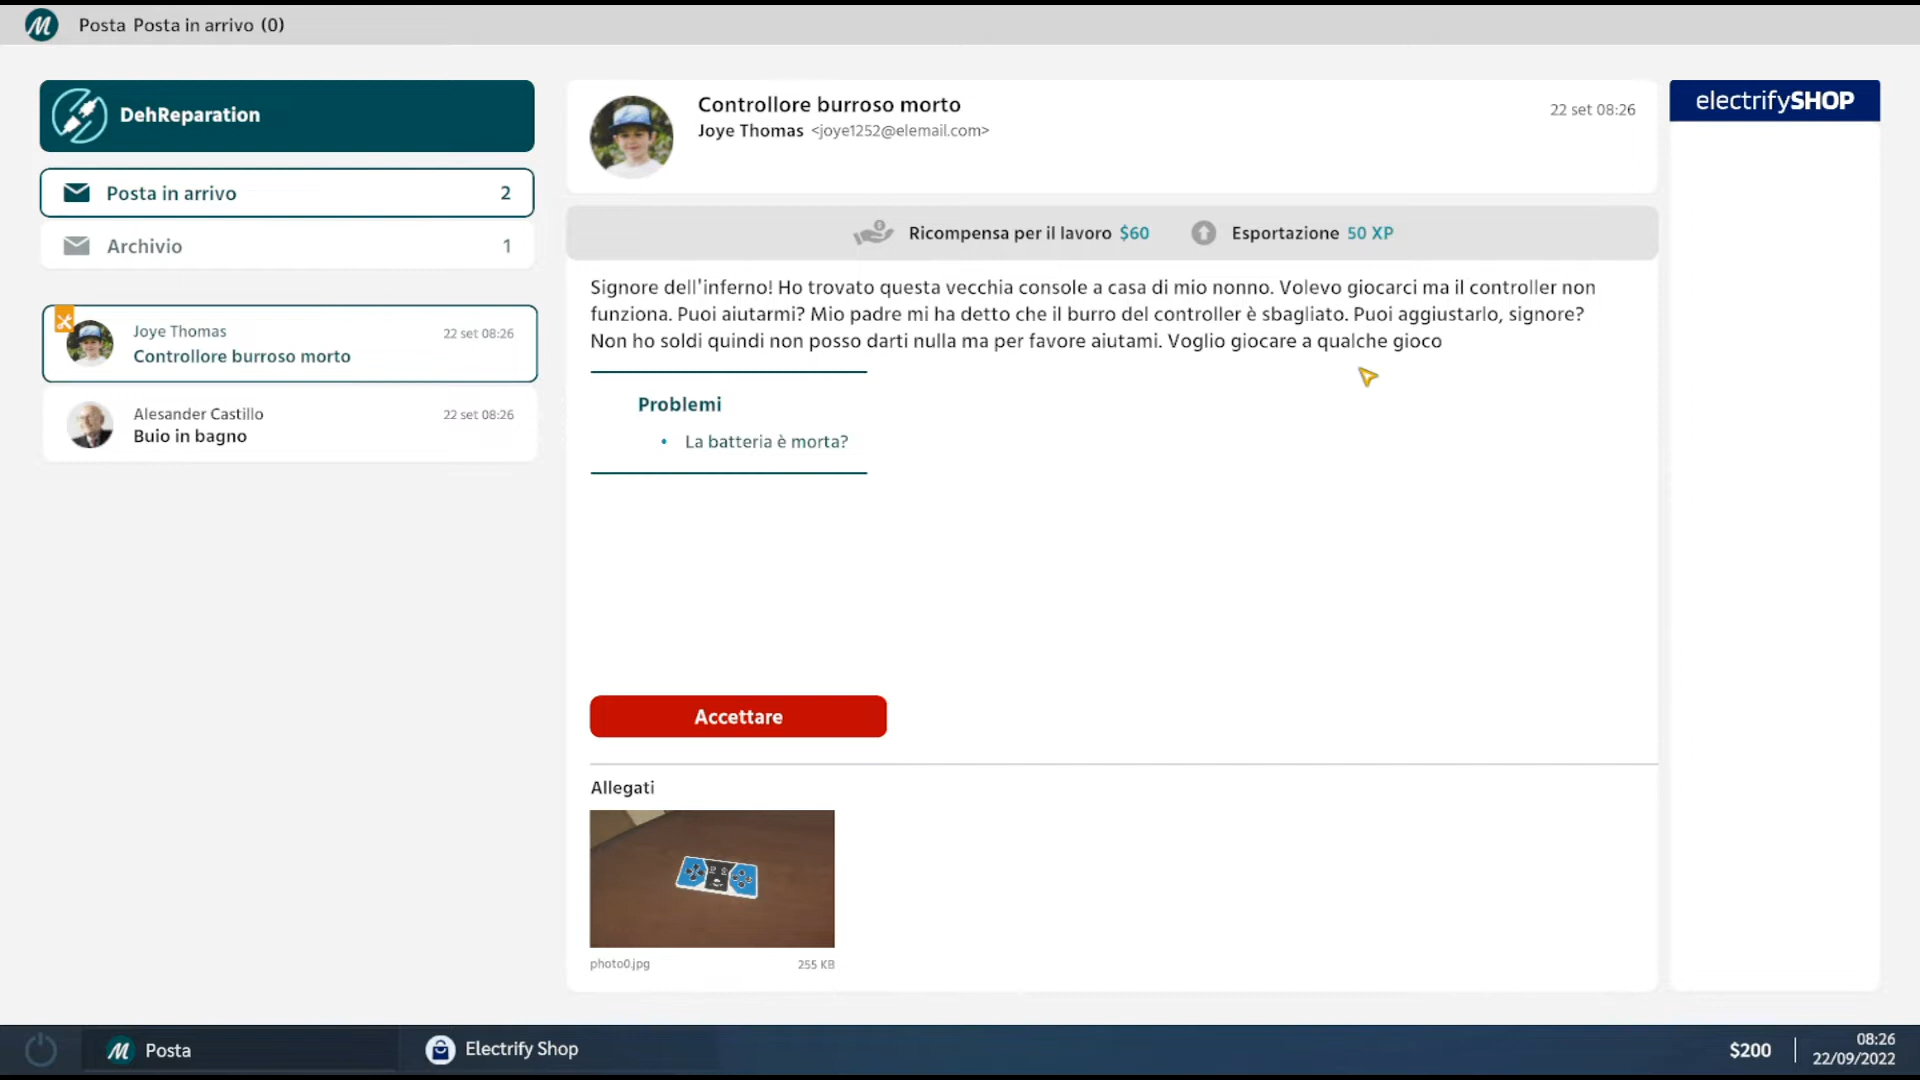 Posta Posta in arrivo (0)
DehReparation
Posta in arrivo 2
Archivio 1
Joye Thomas 22 set 08:26
Controllore burroso morto
Alesander Castillo 22 set 08:26
Buio in bagno
Controllore burroso morto 22 set 08:26
Joye Thomas <joye1252@elemail.com>
Ricompensa per il lavoro $60 Esportazione 50 XP
Signore dell'inferno! Ho trovato questa vecchia console a casa di mio nonno. Volevo giocarci ma il controller non
funziona. Puoi aiutarmi? Mio padre mi ha detto che il burro del controller è sbagliato. Puoi aggiustarlo, signore?
Non ho soldi quindi non posso darti nulla ma per favore aiutami. Voglio giocare a qualche gioco
Problemi
• La batteria è morta?
Accettare
Allegati
photo0.jpg 255 KB
electrifySHOP
Posta
Electrify Shop
$200
08:26
22/09/2022